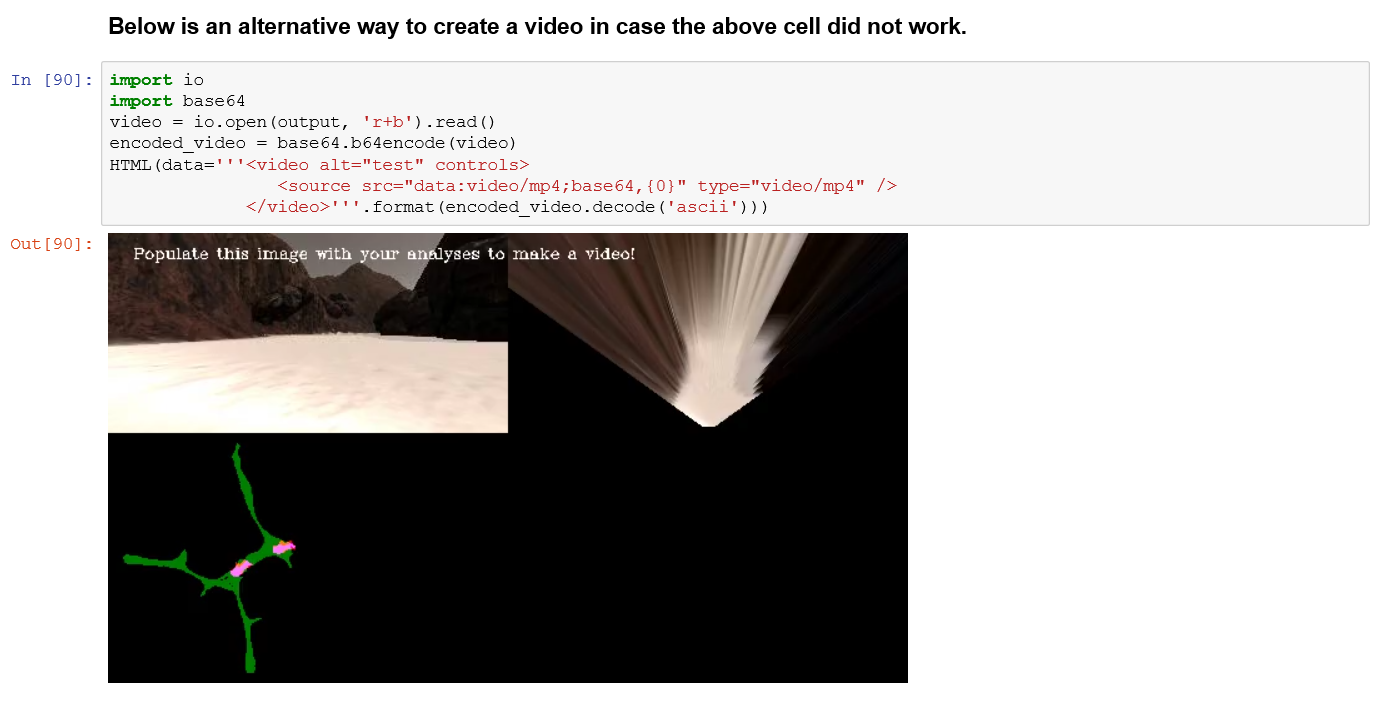 Below is an alternative way to create a video in case the above cell did not work.
In [90]:
import io
import base64
video = io.open(output, 'r+b').read()
encoded_video = base64.b64encode(video)
HTML(data='''<video alt="test" controls>
                <source src="data:video/mp4;base64,{0}" type="video/mp4" />
             </video>'''.format(encoded_video.decode('ascii')))
Out[90]:
Populate this image with your analyses to make a video!